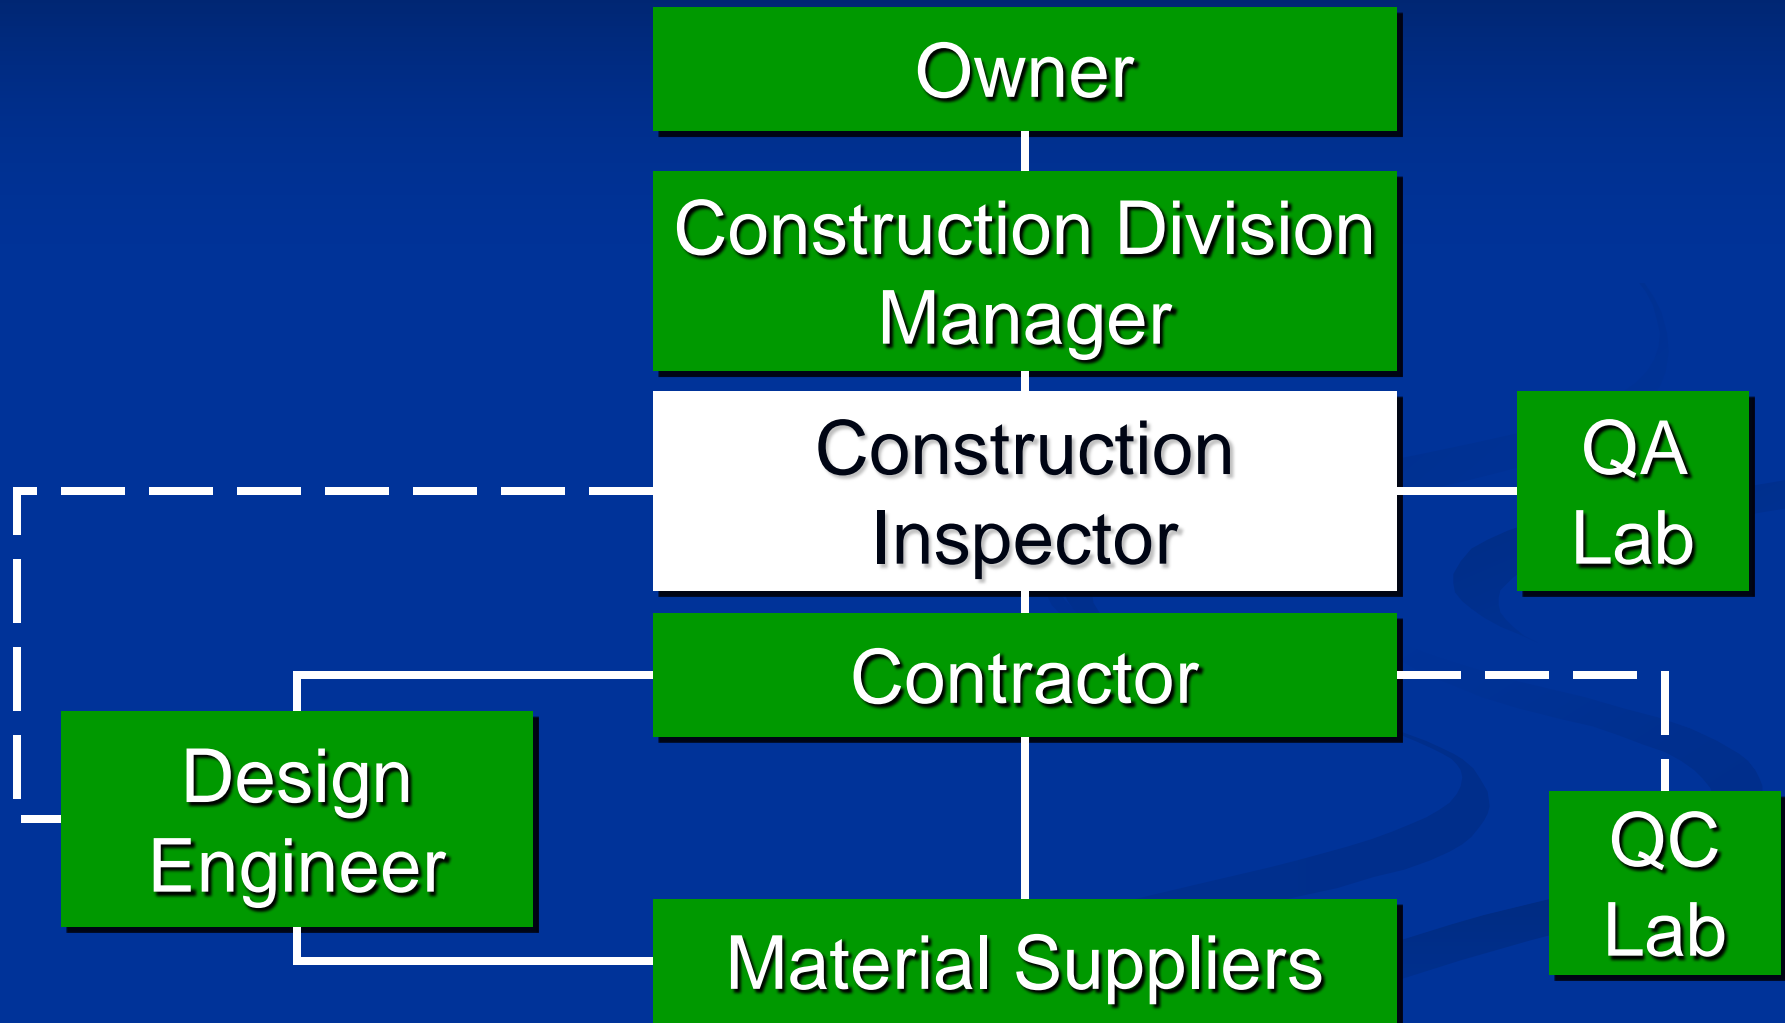 Owner
Construction Division
Manager
Construction
Inspector
QA
Lab
Contractor
Design
Engineer
QC
Lab
Material Suppliers